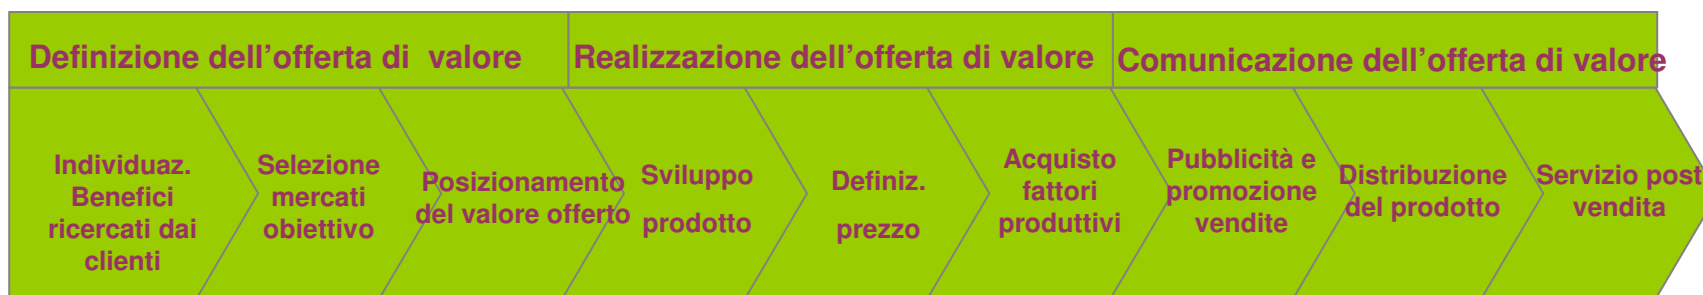 Definizione dell'offerta di valore
Realizzazione dell'offerta di valore
Comunicazione dell'offerta di valore
Individuaz.
Benefici
ricercati dai
clienti
Selezione
mercati
obiettivo
Posizionamento
del valore offerto
Sviluppo
prodotto
Definiz.
prezzo
Acquisto
fattori
produttivi
Pubblicità e
promozione
vendite
Distribuzione
del prodotto
Servizio post
vendita